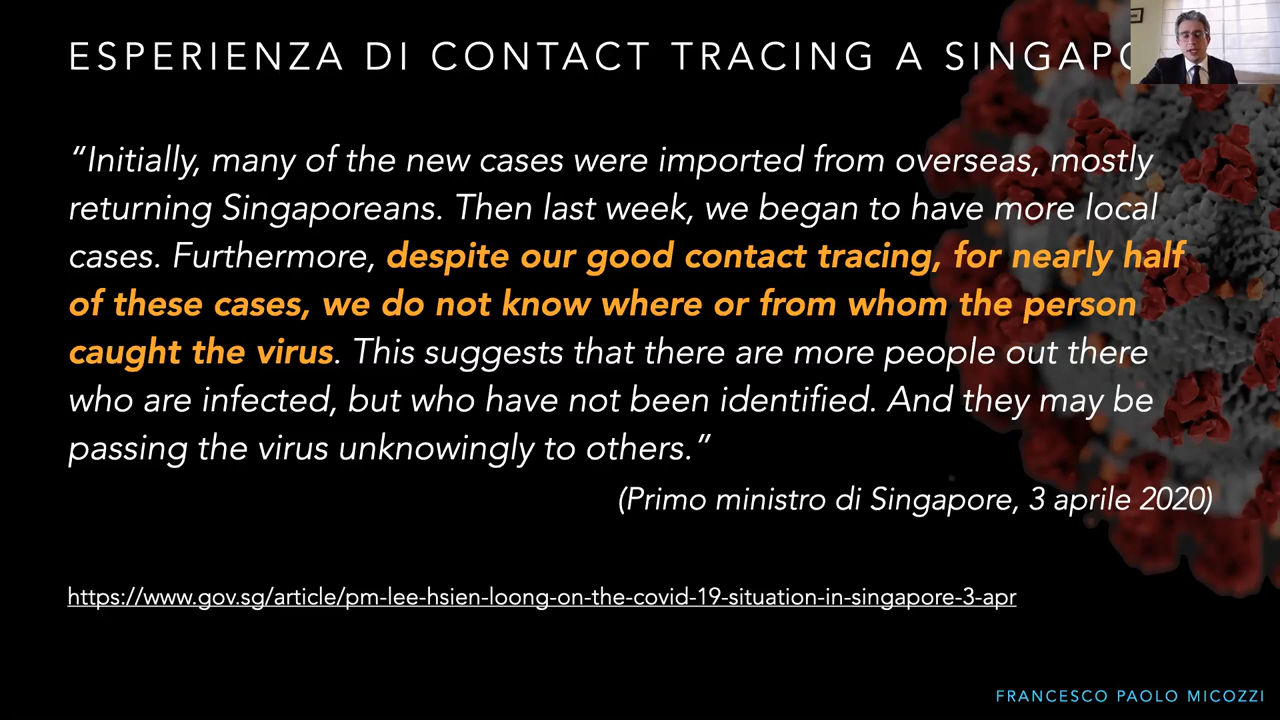 ESPERIENZA DI CONTACT TRACING A SINGAPO
“Initially, many of the new cases were imported from overseas, mostly
returning Singaporeans. Then last week, we began to have more local
cases. Furthermore, despite our good contact tracing, for nearly half
of these cases, we do not know where or from whom the person
caught the virus. This suggests that there are more people out there
who are infected, but who have not been identified. And they may be
passing the virus unknowingly to others.”
(Primo ministro di Singapore, 3 aprile 2020)
https://www.gov.sg/article/pm-lee-hsien-loong-on-the-covid-19-situation-in-singapore-3-apr
FRANCESCO PAOLO MICOZZI